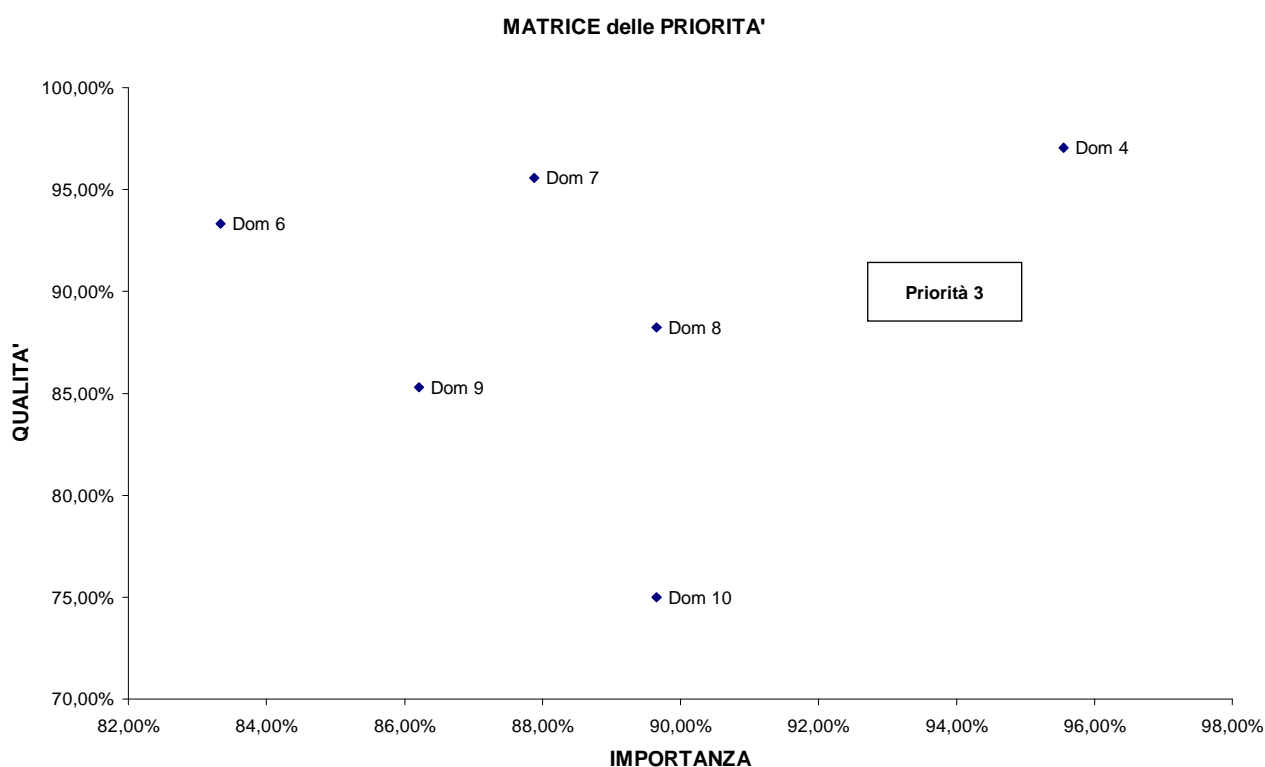 MATRICE delle PRIORITA'
100,00%
95,00%
90,00%
85,00%
80,00%
75,00%
70,00%
QUALITA'
Dom 4
Dom 7
Dom 6
Priorità 3
Dom 8
Dom 9
Dom 10
82,00% 84,00% 86,00% 88,00% 90,00% 92,00% 94,00% 96,00% 98,00%
IMPORTANZA